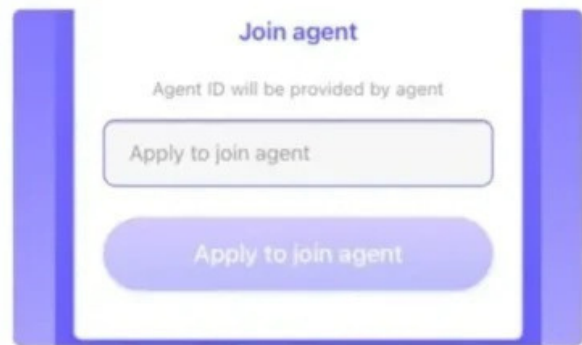 Join agent
Agent ID will be provided by agent
Apply to join agent
Apply to join agent